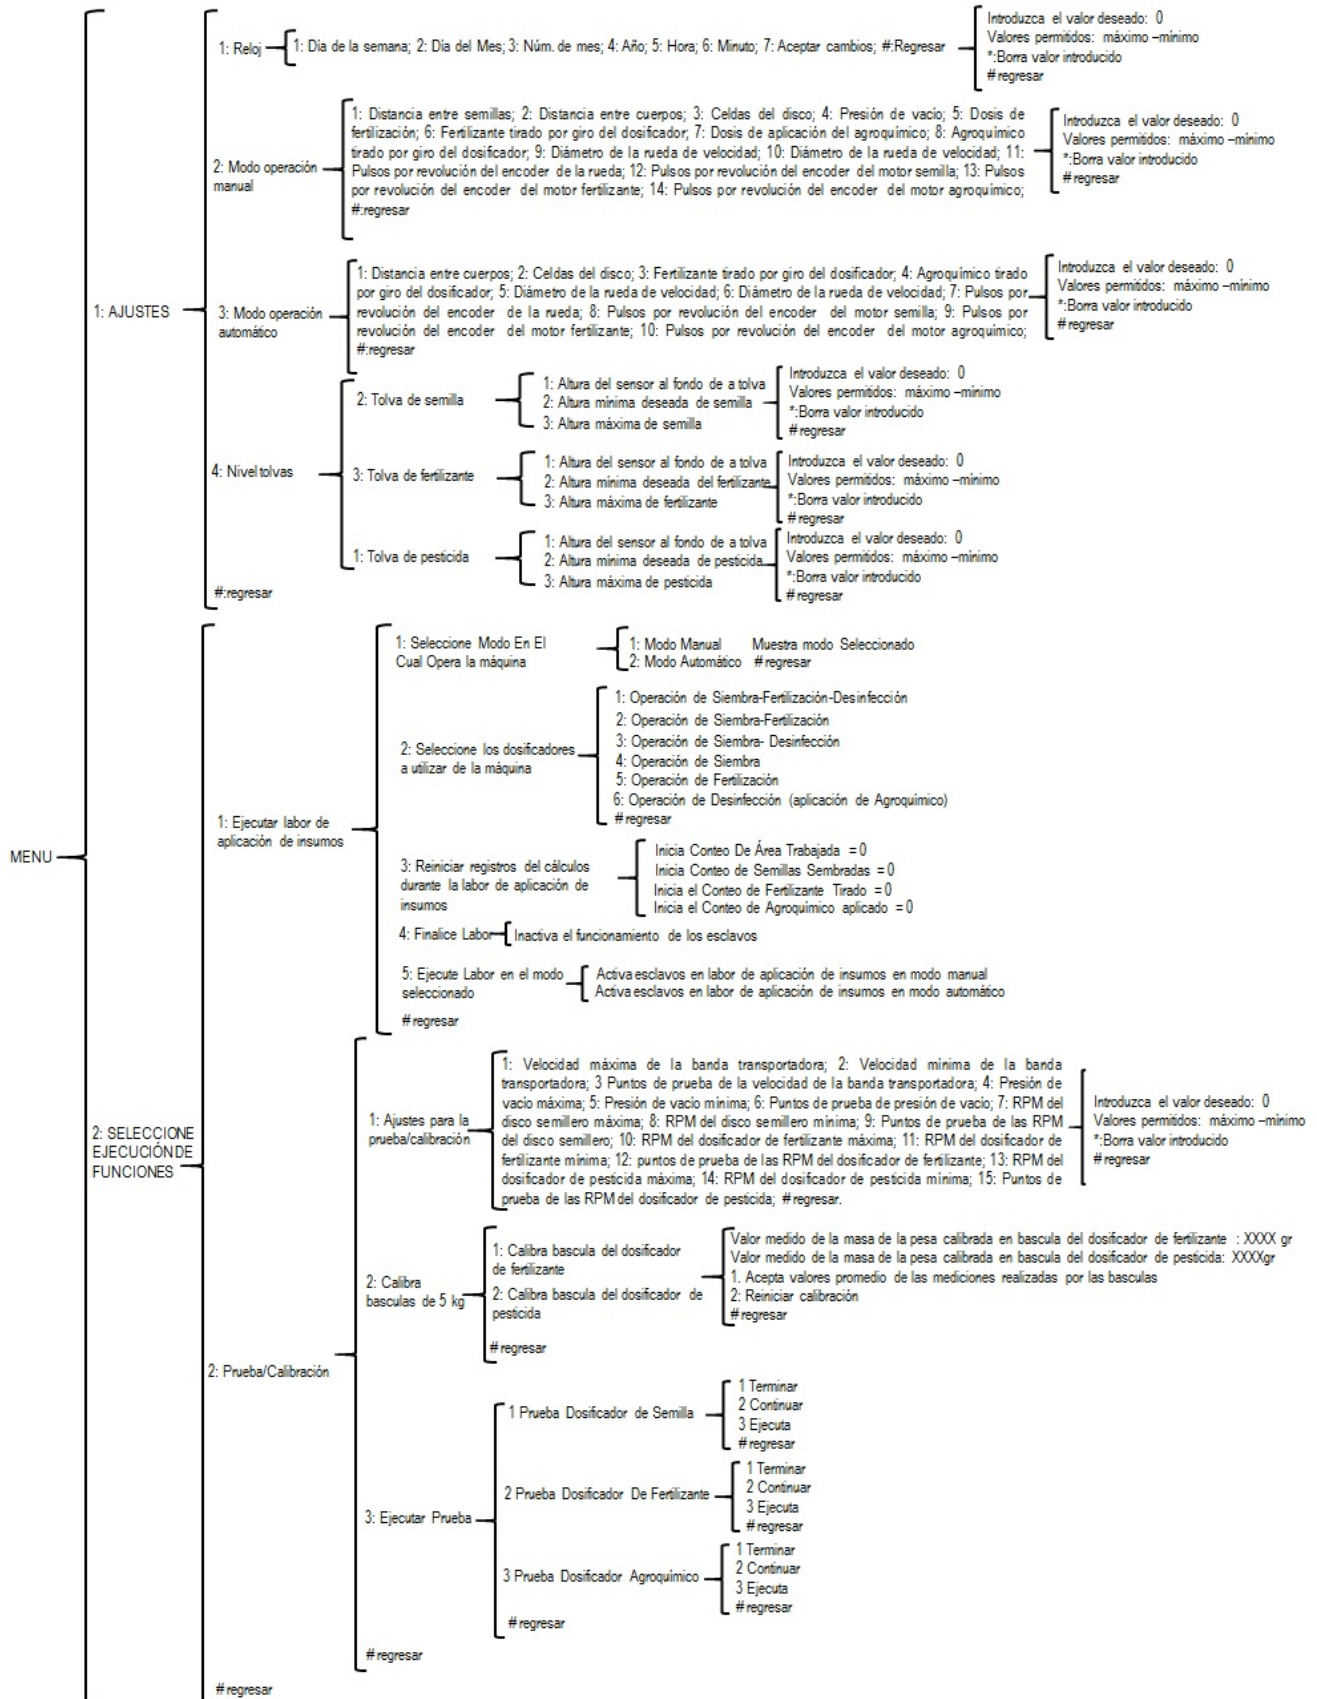 MENU
1: AJUSTES
1: Reloj
1: Día de la semana; 2: Día del Mes; 3: Núm. de mes; 4: Año; 5: Hora; 6: Minuto; 7: Aceptar cambios; #:Regresar
Introduzca el valor deseado: 0
Valores permitidos: máximo –mínimo
*:Borra valor introducido
# regresar
2: Modo operación
manual
1: Distancia entre semillas; 2: Distancia entre cuerpos; 3: Celdas del disco; 4: Presión de vacío; 5: Dosis de
fertilización; 6: Fertilizante tirado por giro del dosificador; 7: Dosis de aplicación del agroquímico; 8: Agroquímico
tirado por giro del dosificador; 9: Diámetro de la rueda de velocidad; 10: Diámetro de la rueda de velocidad; 11:
Pulsos por revolución del encoder de la rueda; 12: Pulsos por revolución del encoder del motor semilla; 13: Pulsos
por revolución del encoder del motor fertilizante; 14: Pulsos por revolución del encoder del motor agroquímico;
#:regresar
Introduzca el valor deseado: 0
Valores permitidos: máximo –mínimo
*:Borra valor introducido
# regresar
3: Modo operación
automático
1: Distancia entre cuerpos; 2: Celdas del disco; 3: Fertilizante tirado por giro del dosificador; 4: Agroquímico tirado
por giro del dosificador; 5: Diámetro de la rueda de velocidad; 6: Diámetro de la rueda de velocidad; 7: Pulsos por
revolución del encoder de la rueda; 8: Pulsos por revolución del encoder del motor semilla; 9: Pulsos por
revolución del encoder del motor fertilizante; 10: Pulsos por revolución del encoder del motor agroquímico;
#:regresar
Introduzca el valor deseado: 0
Valores permitidos: máximo –mínimo
*:Borra valor introducido
# regresar
4: Nivel tolvas
2: Tolva de semilla
1: Altura del sensor al fondo de a tolva
2: Altura mínima deseada de semilla
3: Altura máxima de semilla
Introduzca el valor deseado: 0
Valores permitidos: máximo –mínimo
*:Borra valor introducido
# regresar
3: Tolva de fertilizante
1: Altura del sensor al fondo de a tolva
2: Altura mínima deseada del fertilizante
3: Altura máxima de fertilizante
Introduzca el valor deseado: 0
Valores permitidos: máximo –mínimo
*:Borra valor introducido
# regresar
1: Tolva de pesticida
1: Altura del sensor al fondo de a tolva
2: Altura mínima deseada de pesticida
3: Altura máxima de pesticida
Introduzca el valor deseado: 0
Valores permitidos: máximo –mínimo
*:Borra valor introducido
# regresar
#:regresar
2: SELECCIONE
EJECUCIÓN DE
FUNCIONES
1: Ejecutar labor de
aplicación de insumos
1: Seleccione Modo En El
Cual Opera la máquina
1: Modo Manual Muestra modo Seleccionado
2: Modo Automático # regresar
2: Seleccione los dosificadores
a utilizar de la máquina
1: Operación de Siembra-Fertilización-Desinfección
2: Operación de Siembra-Fertilización
3: Operación de Siembra- Desinfección
4: Operación de Siembra
5: Operación de Fertilización
6: Operación de Desinfección (aplicación de Agroquímico)
# regresar
3: Reiniciar registros del cálculos
durante la labor de aplicación de
insumos
Inicia Conteo De Área Trabajada = 0
Inicia Conteo de Semillas Sembradas = 0
Inicia el Conteo de Fertilizante Tirado = 0
Inicia el Conteo de Agroquímico aplicado = 0
4: Finalice Labor
Inactiva el funcionamiento de los esclavos
5: Ejecute Labor en el modo
seleccionado
Activa esclavos en labor de aplicación de insumos en modo manual
Activa esclavos en labor de aplicación de insumos en modo automático
# regresar
2: Prueba/Calibración
1: Ajustes para la
prueba/calibración
1: Velocidad máxima de la banda transportadora; 2: Velocidad mínima de la banda
transportadora; 3 Puntos de prueba de la velocidad de la banda transportadora; 4: Presión de
vacío máxima; 5: Presión de vacío mínima; 6: Puntos de prueba de presión de vacío; 7: RPM del
disco semillero máxima; 8: RPM del disco semillero mínima; 9: Puntos de prueba de las RPM
del disco semillero; 10: RPM del dosificador de fertilizante máxima; 11: RPM del dosificador de
fertilizante mínima; 12: puntos de prueba de las RPM del dosificador de fertilizante; 13: RPM del
dosificador de pesticida máxima; 14: RPM del dosificador de pesticida mínima; 15: Puntos de
prueba de las RPM del dosificador de pesticida; # regresar.
Introduzca el valor deseado: 0
Valores permitidos: máximo –mínimo
*:Borra valor introducido
# regresar
2: Calibra
basculas de 5 kg
1: Calibra bascula del dosificador
de fertilizante
2: Calibra bascula del dosificador de
pesticida
# regresar
Valor medido de la masa de la pesa calibrada en bascula del dosificador de fertilizante : XXXX gr
Valor medido de la masa de la pesa calibrada en bascula del dosificador de pesticida: XXXXgr
1. Acepta valores promedio de las mediciones realizadas por las basculas
2: Reiniciar calibración
# regresar
3: Ejecutar Prueba
1 Prueba Dosificador de Semilla
1 Terminar
2 Continuar
3 Ejecuta
# regresar
2 Prueba Dosificador De Fertilizante
1 Terminar
2 Continuar
3 Ejecuta
# regresar
3 Prueba Dosificador Agroquímico
1 Terminar
2 Continuar
3 Ejecuta
# regresar
# regresar
# regresar
# regresar